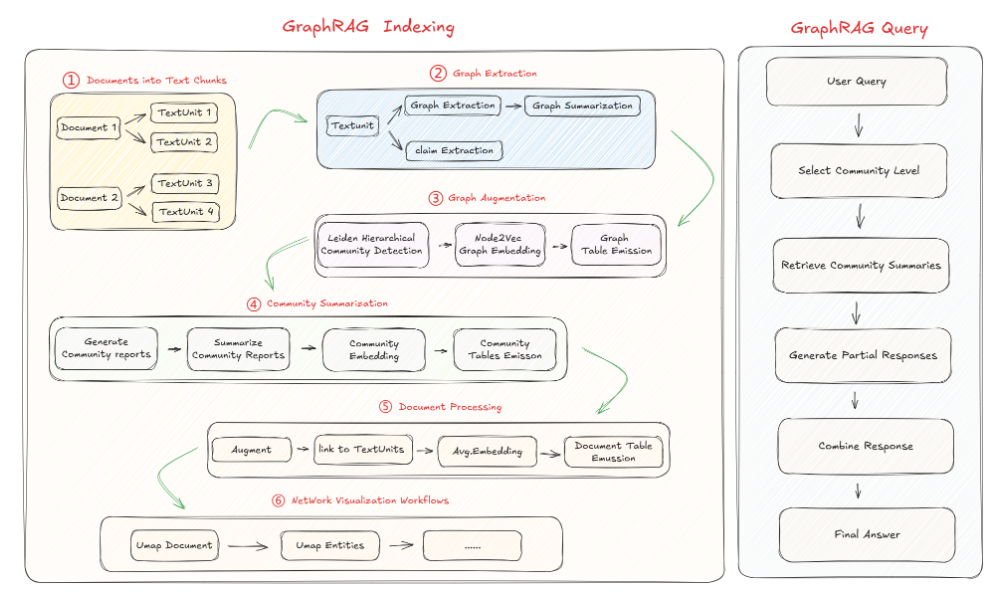 GraphRAG Indexing
① Documents into Text Chunks
Document 1
TextUnit 1
TextUnit 2
Document 2
TextUnit 3
TextUnit 4
② Graph Extraction
Textunit
Graph Extraction
Graph Summarization
claim Extraction
③ Graph Augmentation
Leiden Hierarchical
Community Detection
Node2Vec
Graph Embedding
Graph
Table Emission
④ Community Summarization
Generate
Community reports
Summarize
Community Reports
Community
Embedding
Community
Tables Emisson
⑤ Document Processing
Augment
link to TextUnits
Avg.Embedding
Document Table
Emussion
⑥ NetWork Visualization Workflows
Umap Document
Umap Entities
......
GraphRAG Query
User Query
Select Community Level
Retrieve Community Summaries
Generate Partial Responses
Combine Response
Final Answer